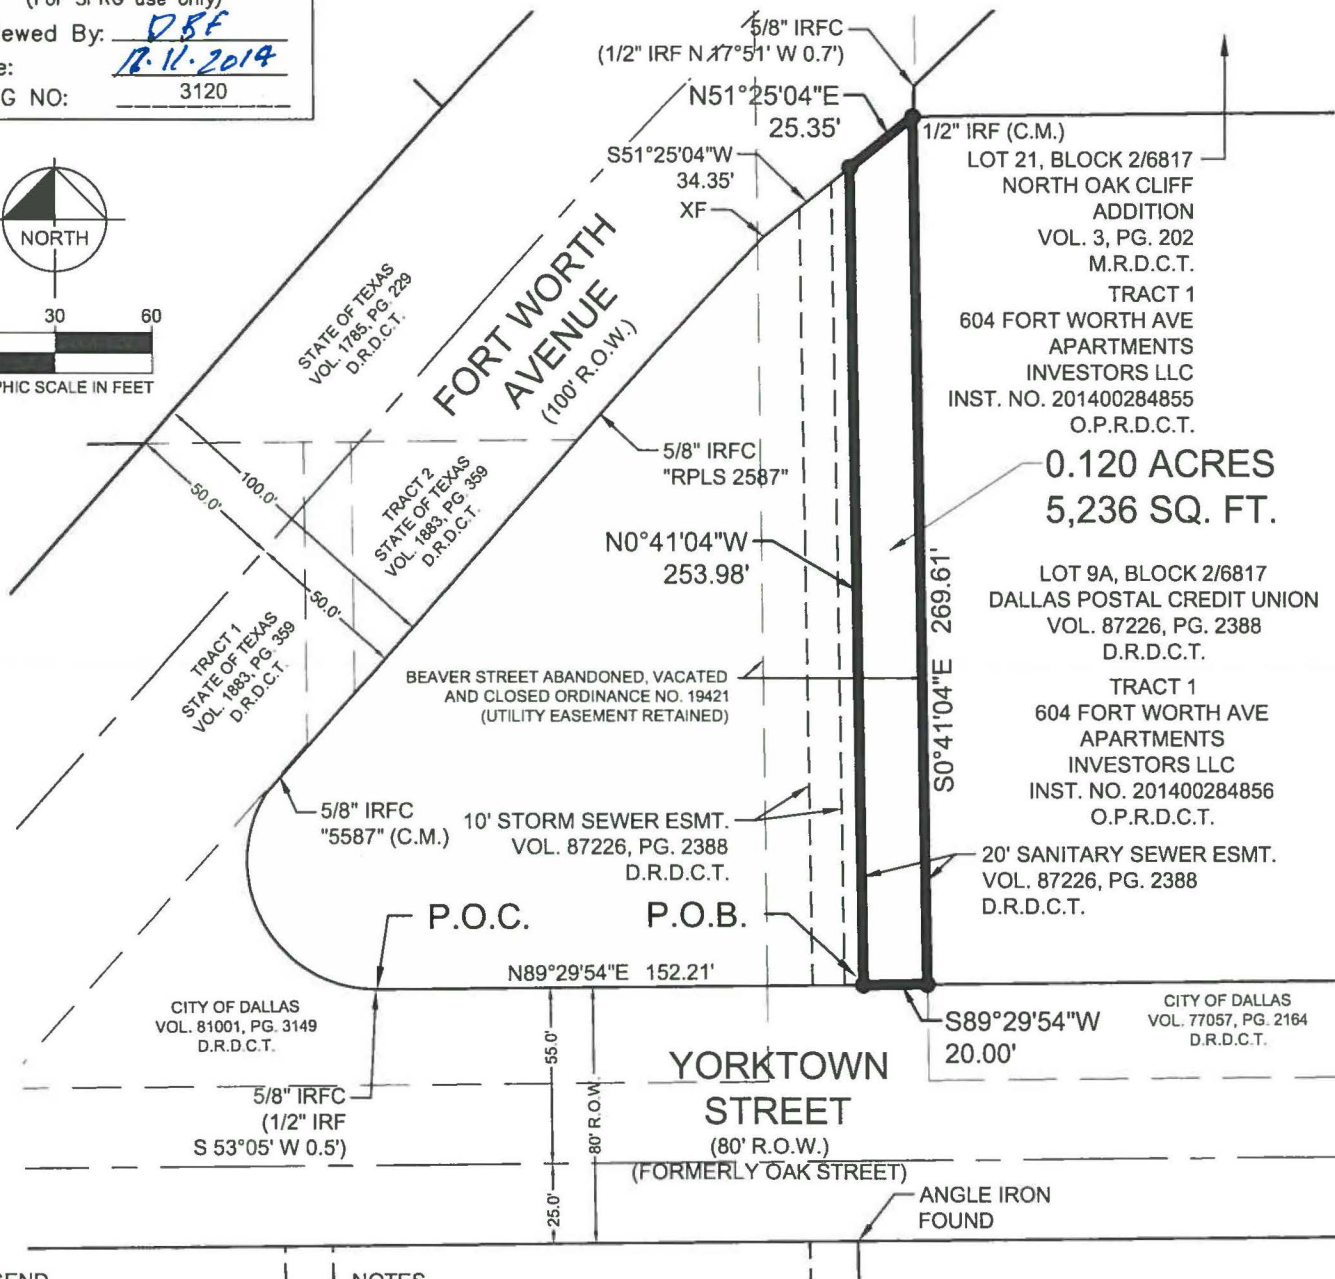 (For SPRG use only)
ewed By: DBF
e: 12·11·2014
G NO: 3120
NORTH
30 60
PHIC SCALE IN FEET
5/8" IRFC
(1/2" IRF N 17°51' W 0.7')
N51°25'04"E
25.35'
S51°25'04"W
34.35'
XF
1/2" IRF (C.M.)
LOT 21, BLOCK 2/6817
NORTH OAK CLIFF
ADDITION
VOL. 3, PG. 202
M.R.D.C.T.
TRACT 1
604 FORT WORTH AVE
APARTMENTS
INVESTORS LLC
INST. NO. 201400284855
O.P.R.D.C.T.
STATE OF TEXAS
VOL. 1785, PG. 229
D.R.D.C.T.
FORT WORTH
AVENUE
(100' R.O.W.)
5/8" IRFC
"RPLS 2587"
0.120 ACRES
5,236 SQ. FT.
50.0'
100.0'
50.0'
TRACT 2
STATE OF TEXAS
VOL. 1883, PG. 359
D.R.D.C.T.
N0°41'04"W
253.98'
S0°41'04"E 269.61'
LOT 9A, BLOCK 2/6817
DALLAS POSTAL CREDIT UNION
VOL. 87226, PG. 2388
D.R.D.C.T.
TRACT 1
604 FORT WORTH AVE
APARTMENTS
INVESTORS LLC
INST. NO. 201400284856
O.P.R.D.C.T.
TRACT 1
STATE OF TEXAS
VOL. 1883, PG. 359
D.R.D.C.T.
BEAVER STREET ABANDONED, VACATED
AND CLOSED ORDINANCE NO. 19421
(UTILITY EASEMENT RETAINED)
5/8" IRFC
"5587" (C.M.)
10' STORM SEWER ESMT.
VOL. 87226, PG. 2388
D.R.D.C.T.
20' SANITARY SEWER ESMT.
VOL. 87226, PG. 2388
D.R.D.C.T.
P.O.C.
P.O.B.
N89°29'54"E 152.21'
CITY OF DALLAS
VOL. 81001, PG. 3149
D.R.D.C.T.
S89°29'54"W
20.00'
CITY OF DALLAS
VOL. 77057, PG. 2164
D.R.D.C.T.
55.0'
80' R.O.W.
25.0'
YORKTOWN
STREET
(80' R.O.W.)
(FORMERLY OAK STREET)
5/8" IRFC
(1/2" IRF
S 53°05' W 0.5')
ANGLE IRON
FOUND
GEND
NOTES